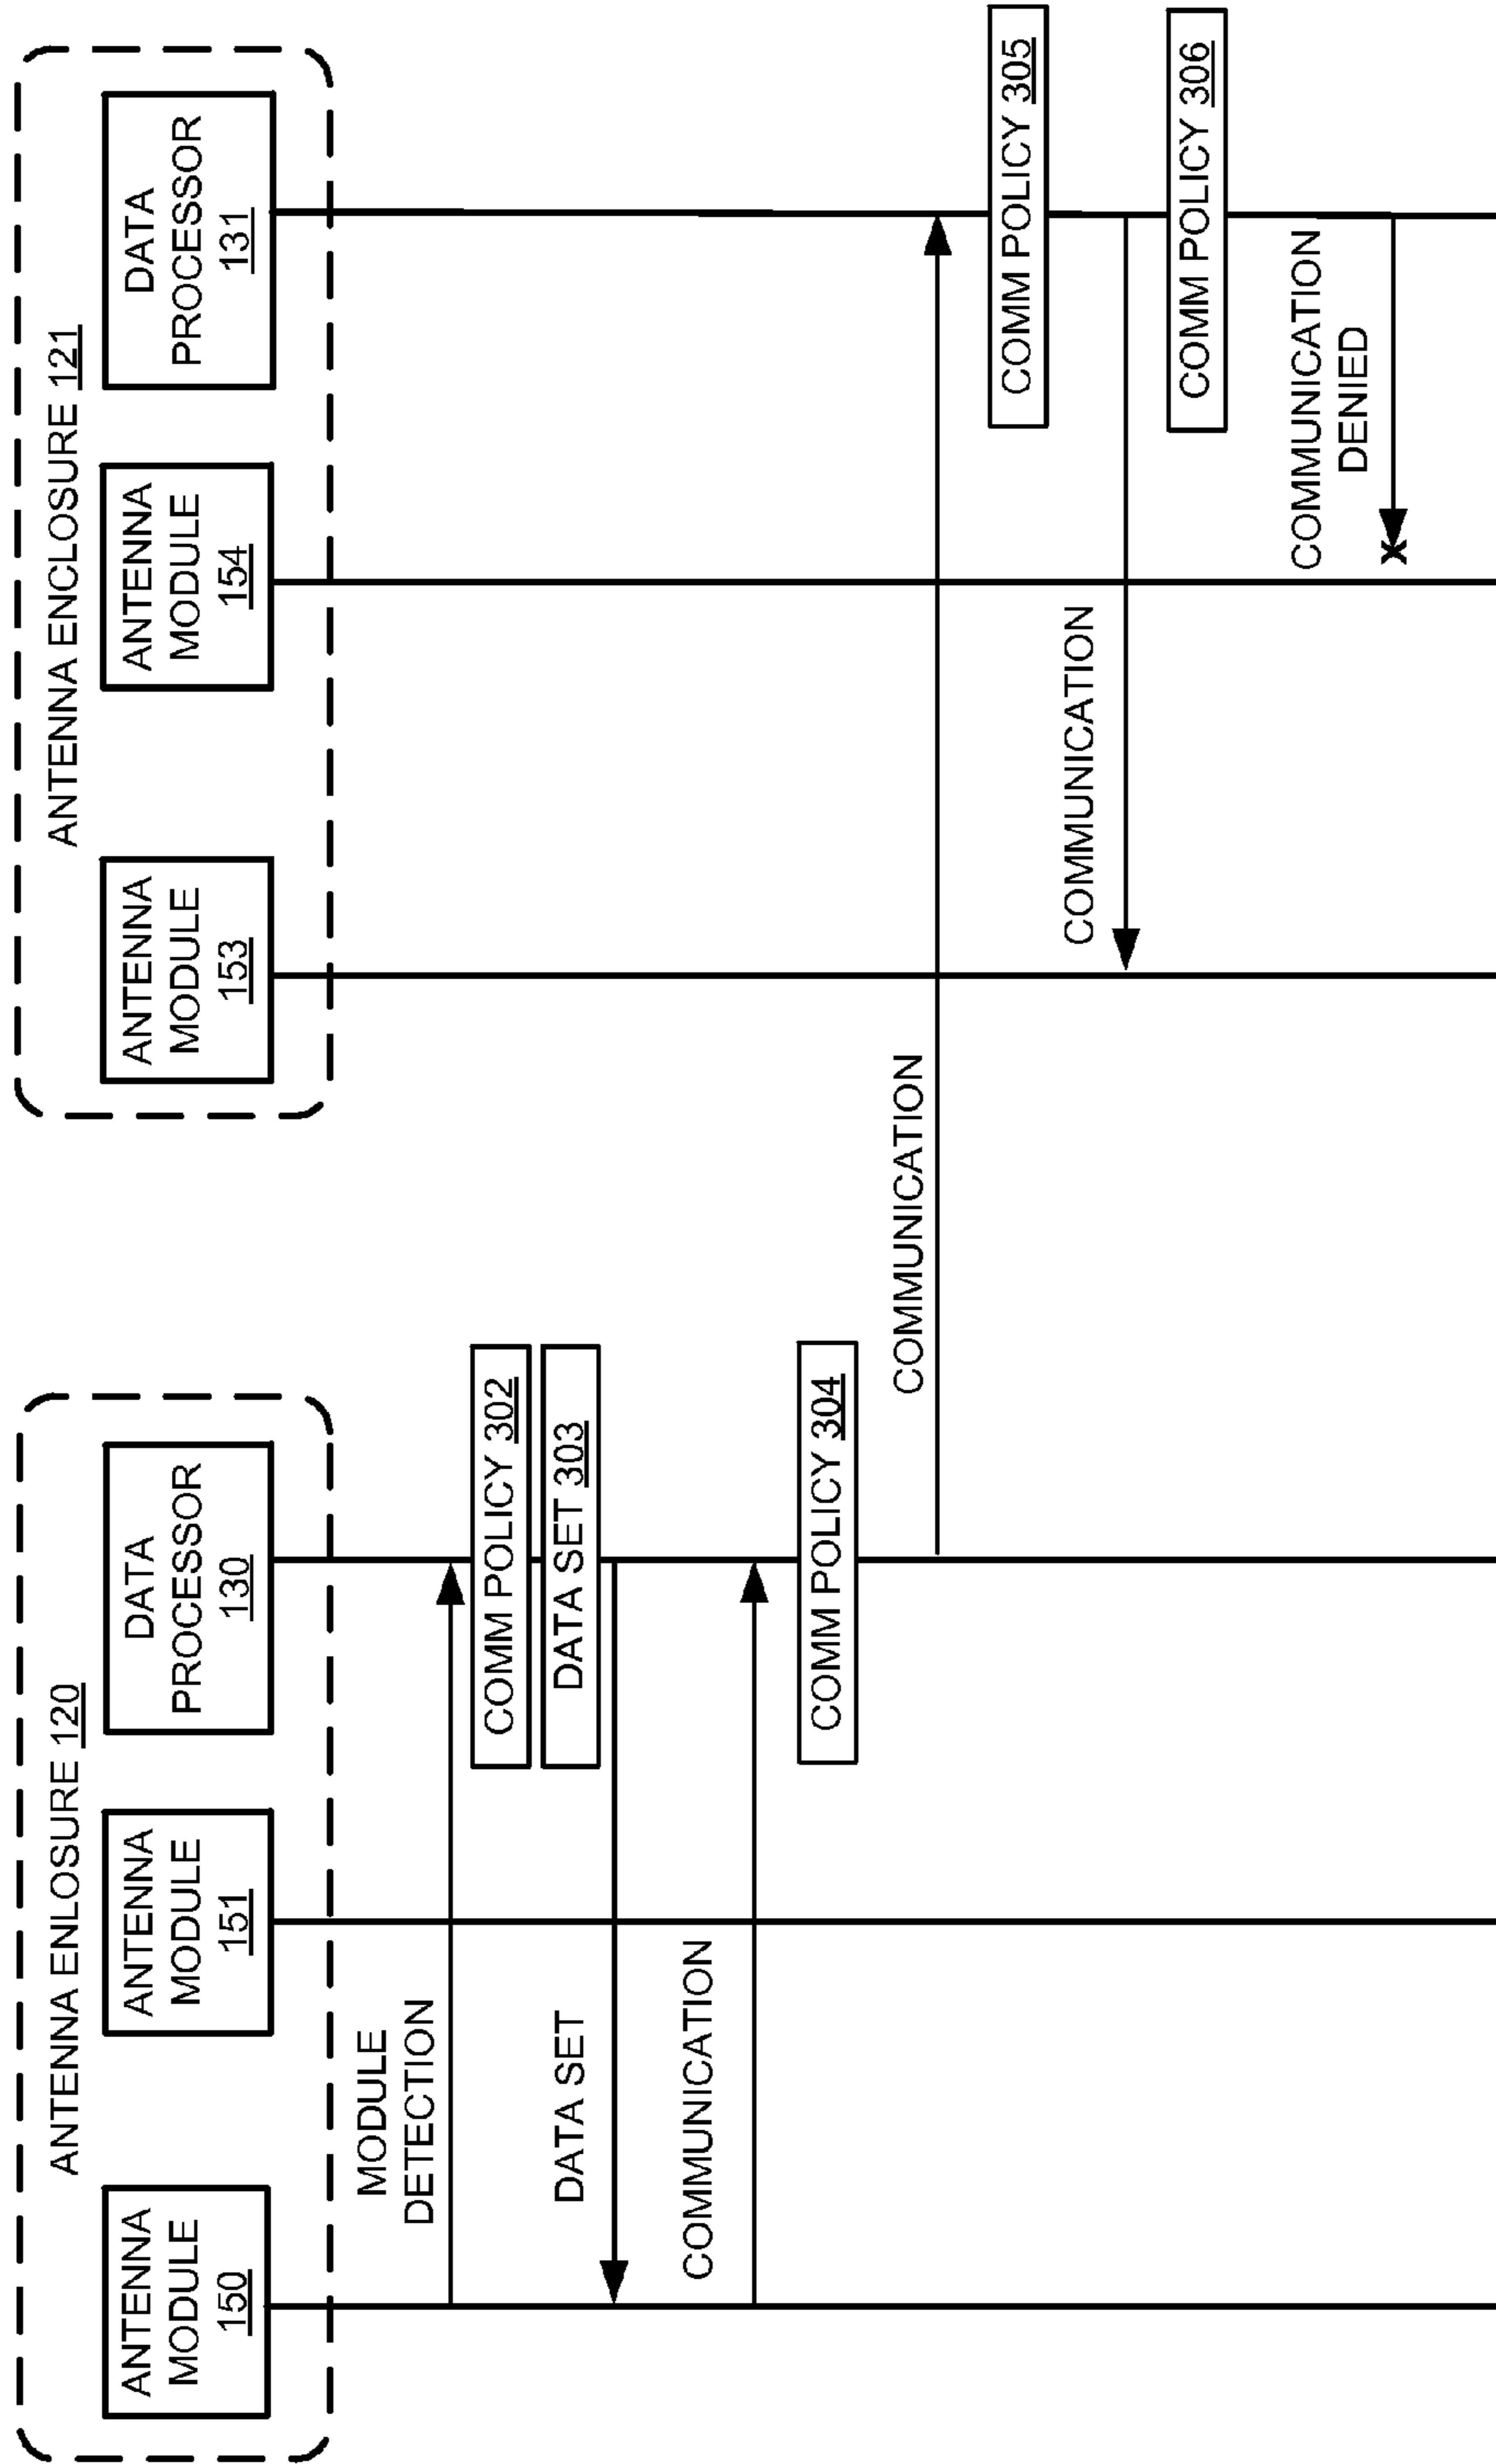 ANTENNA ENLOSURE 120
ANTENNA
MODULE
150
ANTENNA
MODULE
151
DATA
PROCESSOR
130
ANTENNA ENCLOSURE 121
ANTENNA
MODULE
153
ANTENNA
MODULE
154
DATA
PROCESSOR
131
MODULE
DETECTION
COMM POLICY 302
DATA SET 303
DATA SET
COMMUNICATION
COMM POLICY 304
COMMUNICATION
COMM POLICY 305
COMMUNICATION
COMM POLICY 306
COMMUNICATION
DENIED
X